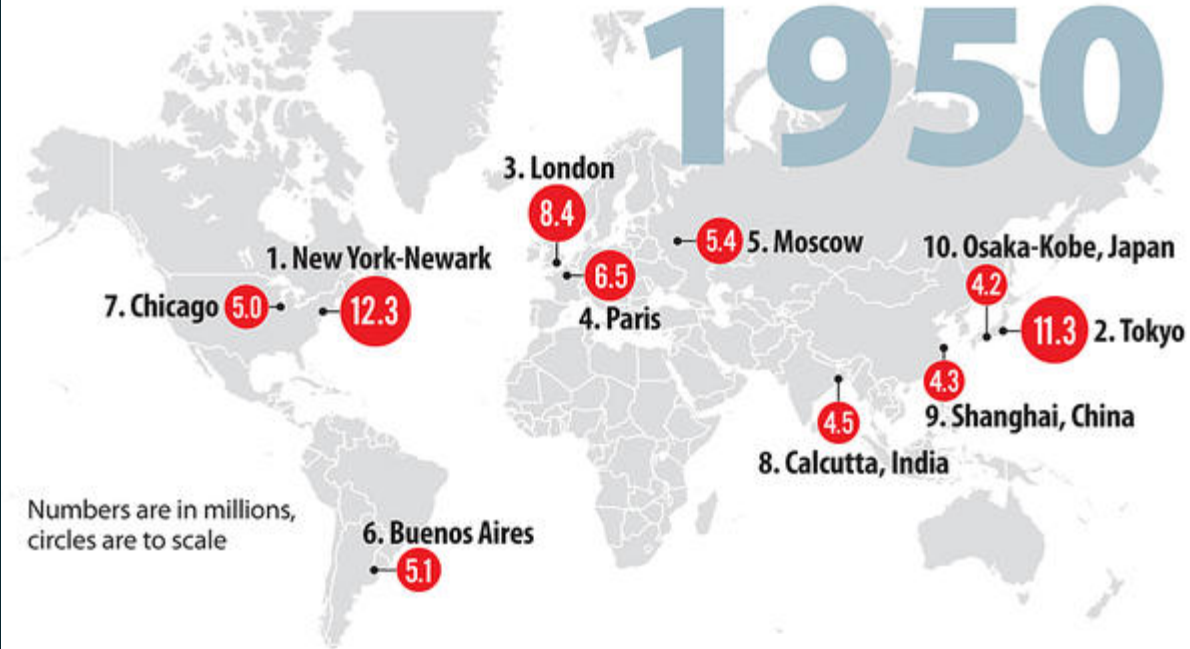 1950
3. London
8.4
5.4 5. Moscow
10. Osaka-Kobe, Japan
4.2
1. New York-Newark
12.3
7. Chicago 5.0
6.5
4. Paris
11.3 2. Tokyo
4.3
9. Shanghai, China
4.5
8. Calcutta, India
Numbers are in millions,
circles are to scale
6. Buenos Aires
5.1